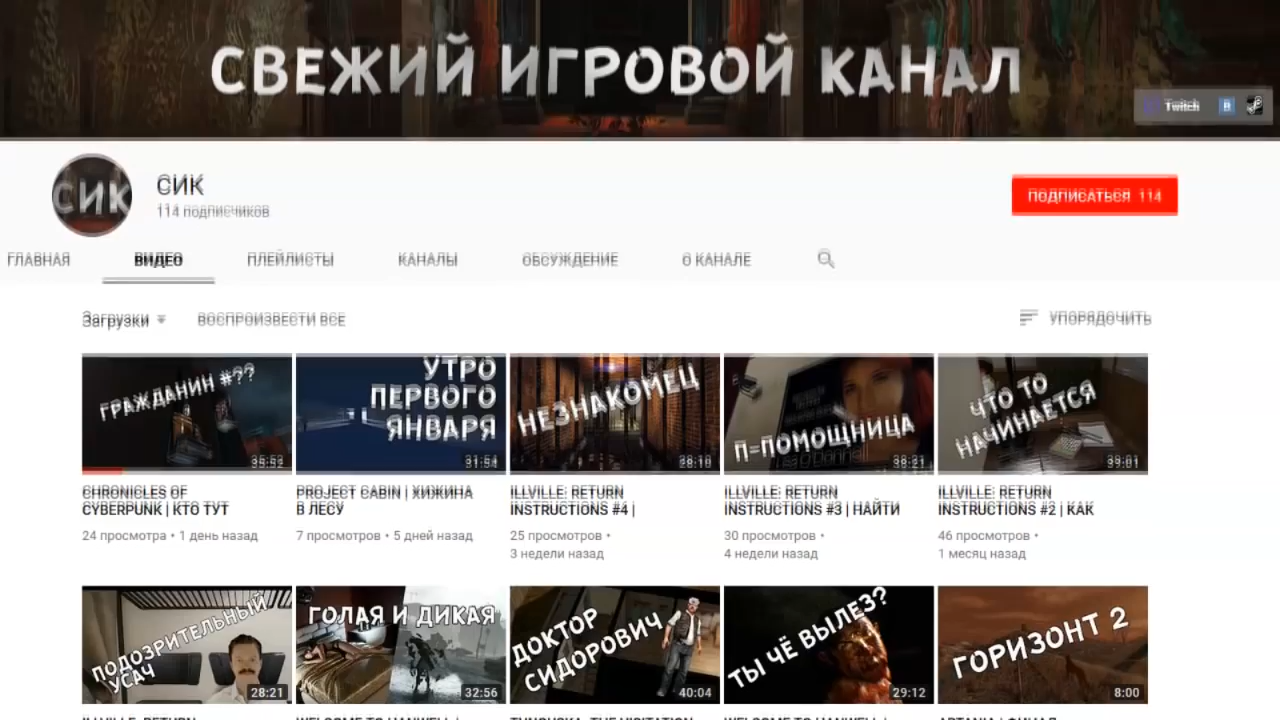 СВЕЖИЙ ИГРОВОЙ КАНАЛ
Twitch
СИК
СИК
114 подписчиков
ПОДПИСАТЬСЯ 114
ГЛАВНАЯ ВИДЕО ПЛЕЙЛИСТЫ КАНАЛЫ ОБСУЖДЕНИЕ О КАНАЛЕ
Загрузки ВОСПРОИЗВЕСТИ ВСЕ УПОРЯДОЧИТЬ
ГРАЖДАНИН #??
35:52
УТРО
ПЕРВОГО
ЯНВАРЯ
31:54
НЕЗНАКОМЕЦ
28:10
П=ПОМОЩНИЦА
38:21
ЧТО ТО
НАЧИНАЕТСЯ
39:01
CHRONICLES OF
CYBERPUNK | КТО ТУТ
24 просмотра • 1 день назад
PROJECT CABIN | ХИЖИНА
В ЛЕСУ
7 просмотров • 5 дней назад
ILLVILLE: RETURN
INSTRUCTIONS #4 |
25 просмотров •
3 недели назад
ILLVILLE: RETURN
INSTRUCTIONS #3 | НАЙТИ
30 просмотров •
4 недели назад
ILLVILLE: RETURN
INSTRUCTIONS #2 | КАК
46 просмотров •
1 месяц назад
ПОДОЗРИТЕЛЬНЫЙ
УСАЧ
28:21
ГОЛАЯ И ДИКАЯ
32:56
ДОКТОР
СИДОРОВИЧ
40:04
ТЫ ЧЁ ВЫЛЕЗ?
29:12
ГОРИЗОНТ 2
8:00